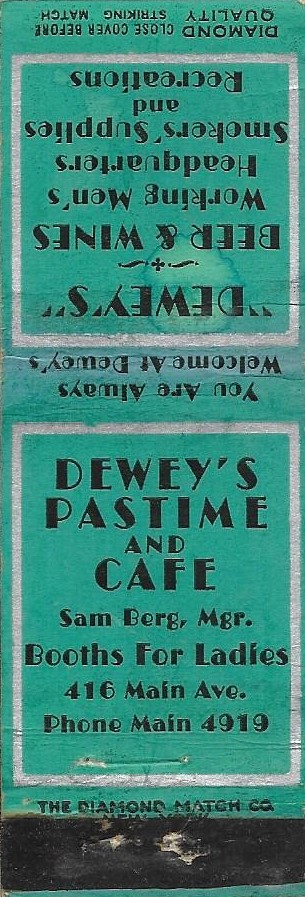 DIAMOND QUALITY
CLOSE COVER BEFORE STRIKING MATCH
"DEWEY'S"
BEER & WINES
Working Men's
Headquarters
Smokers' Supplies
and
Recreations
You Are Always
Welcome At Dewey's
DEWEY'S
PASTIME
AND
CAFE
Sam Berg, Mgr.
Booths For Ladies
416 Main Ave.
Phone Main 4919
THE DIAMOND MATCH CO.
NEW YORK